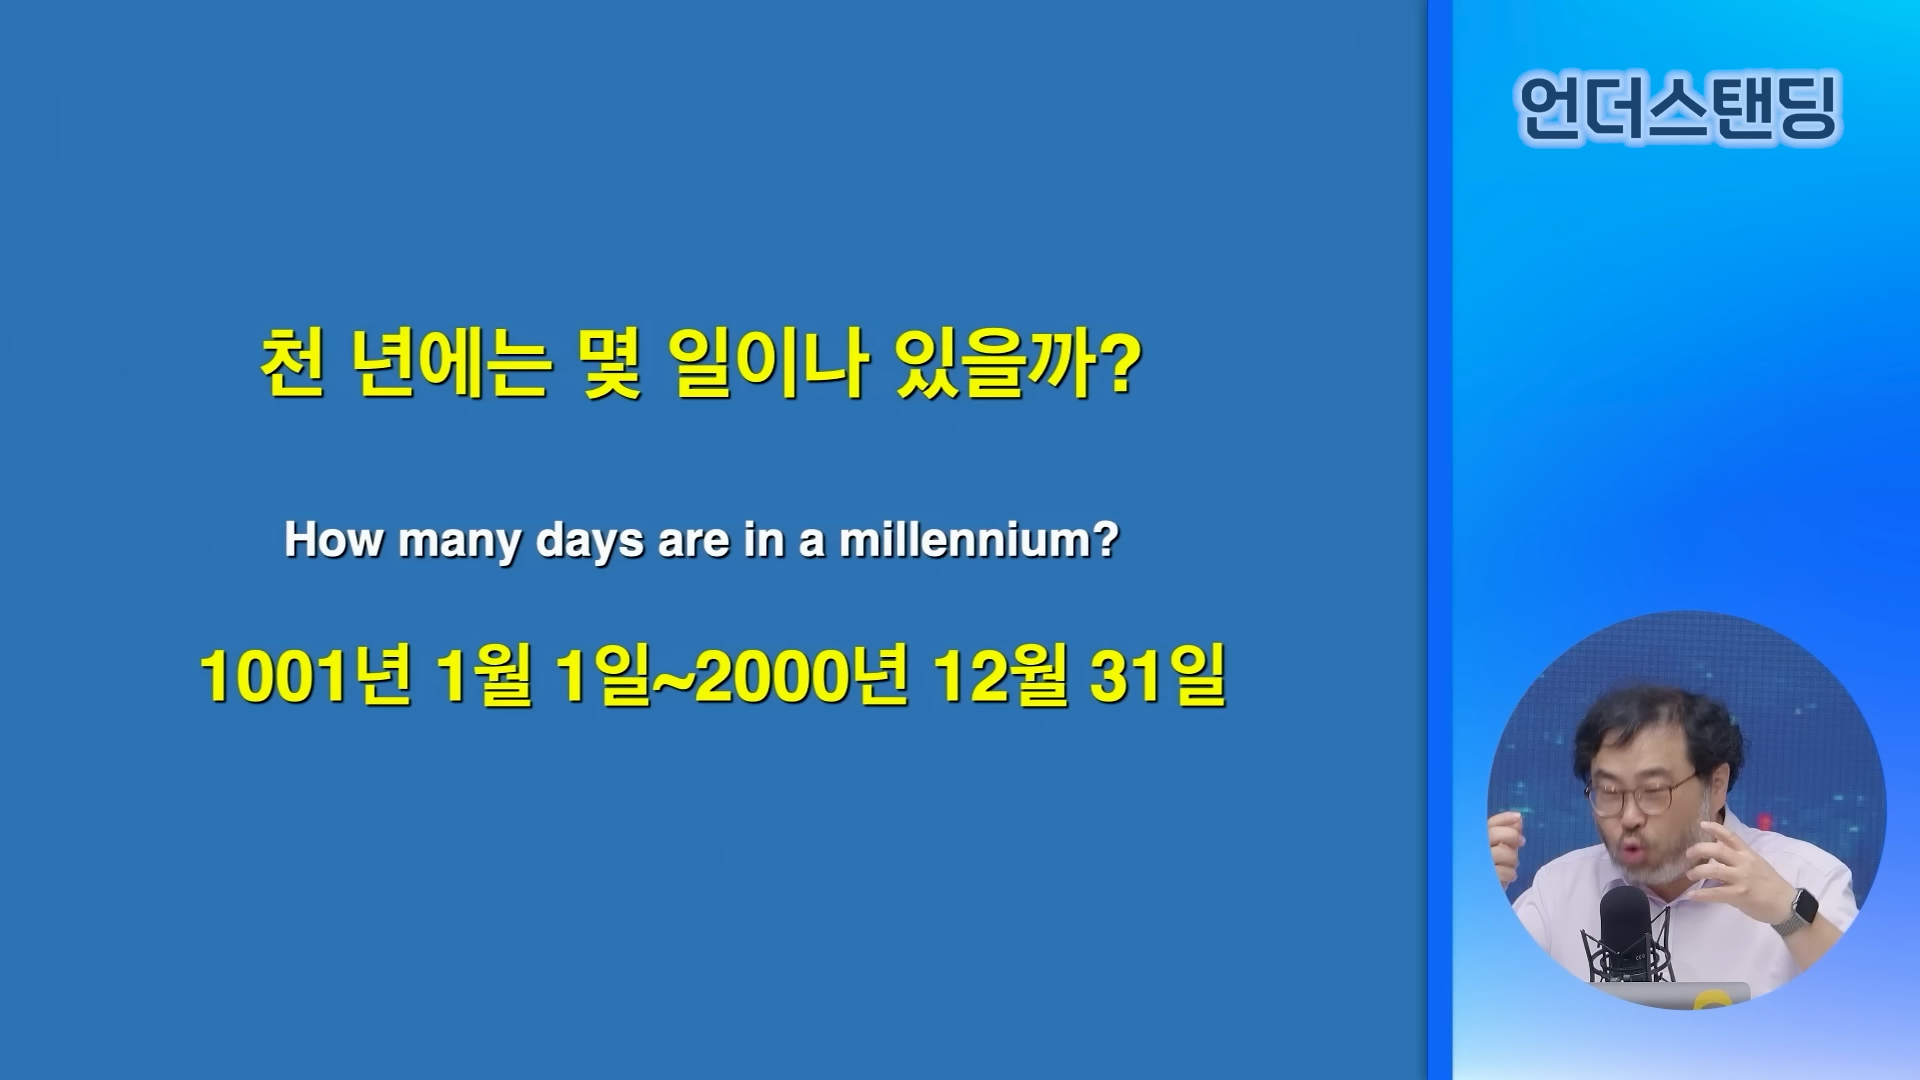 언더스탠딩
천 년에는 몇 일이나 있을까?
How many days are in a millennium?
1001년 1월 1일~2000년 12월 31일